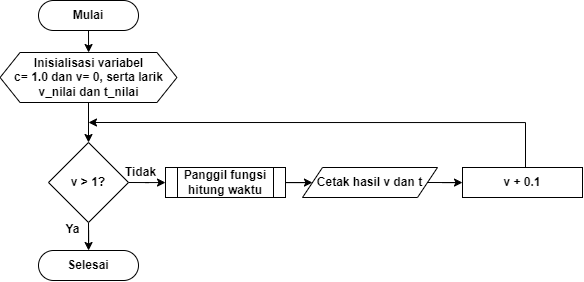 Mulai
Inisialisasi variabel
c= 1.0 dan v= 0, serta larik
v_nilai dan t_nilai
v > 1?
Tidak
Panggil fungsi
hitung waktu
Cetak hasil v dan t
v + 0.1
Ya
Selesai